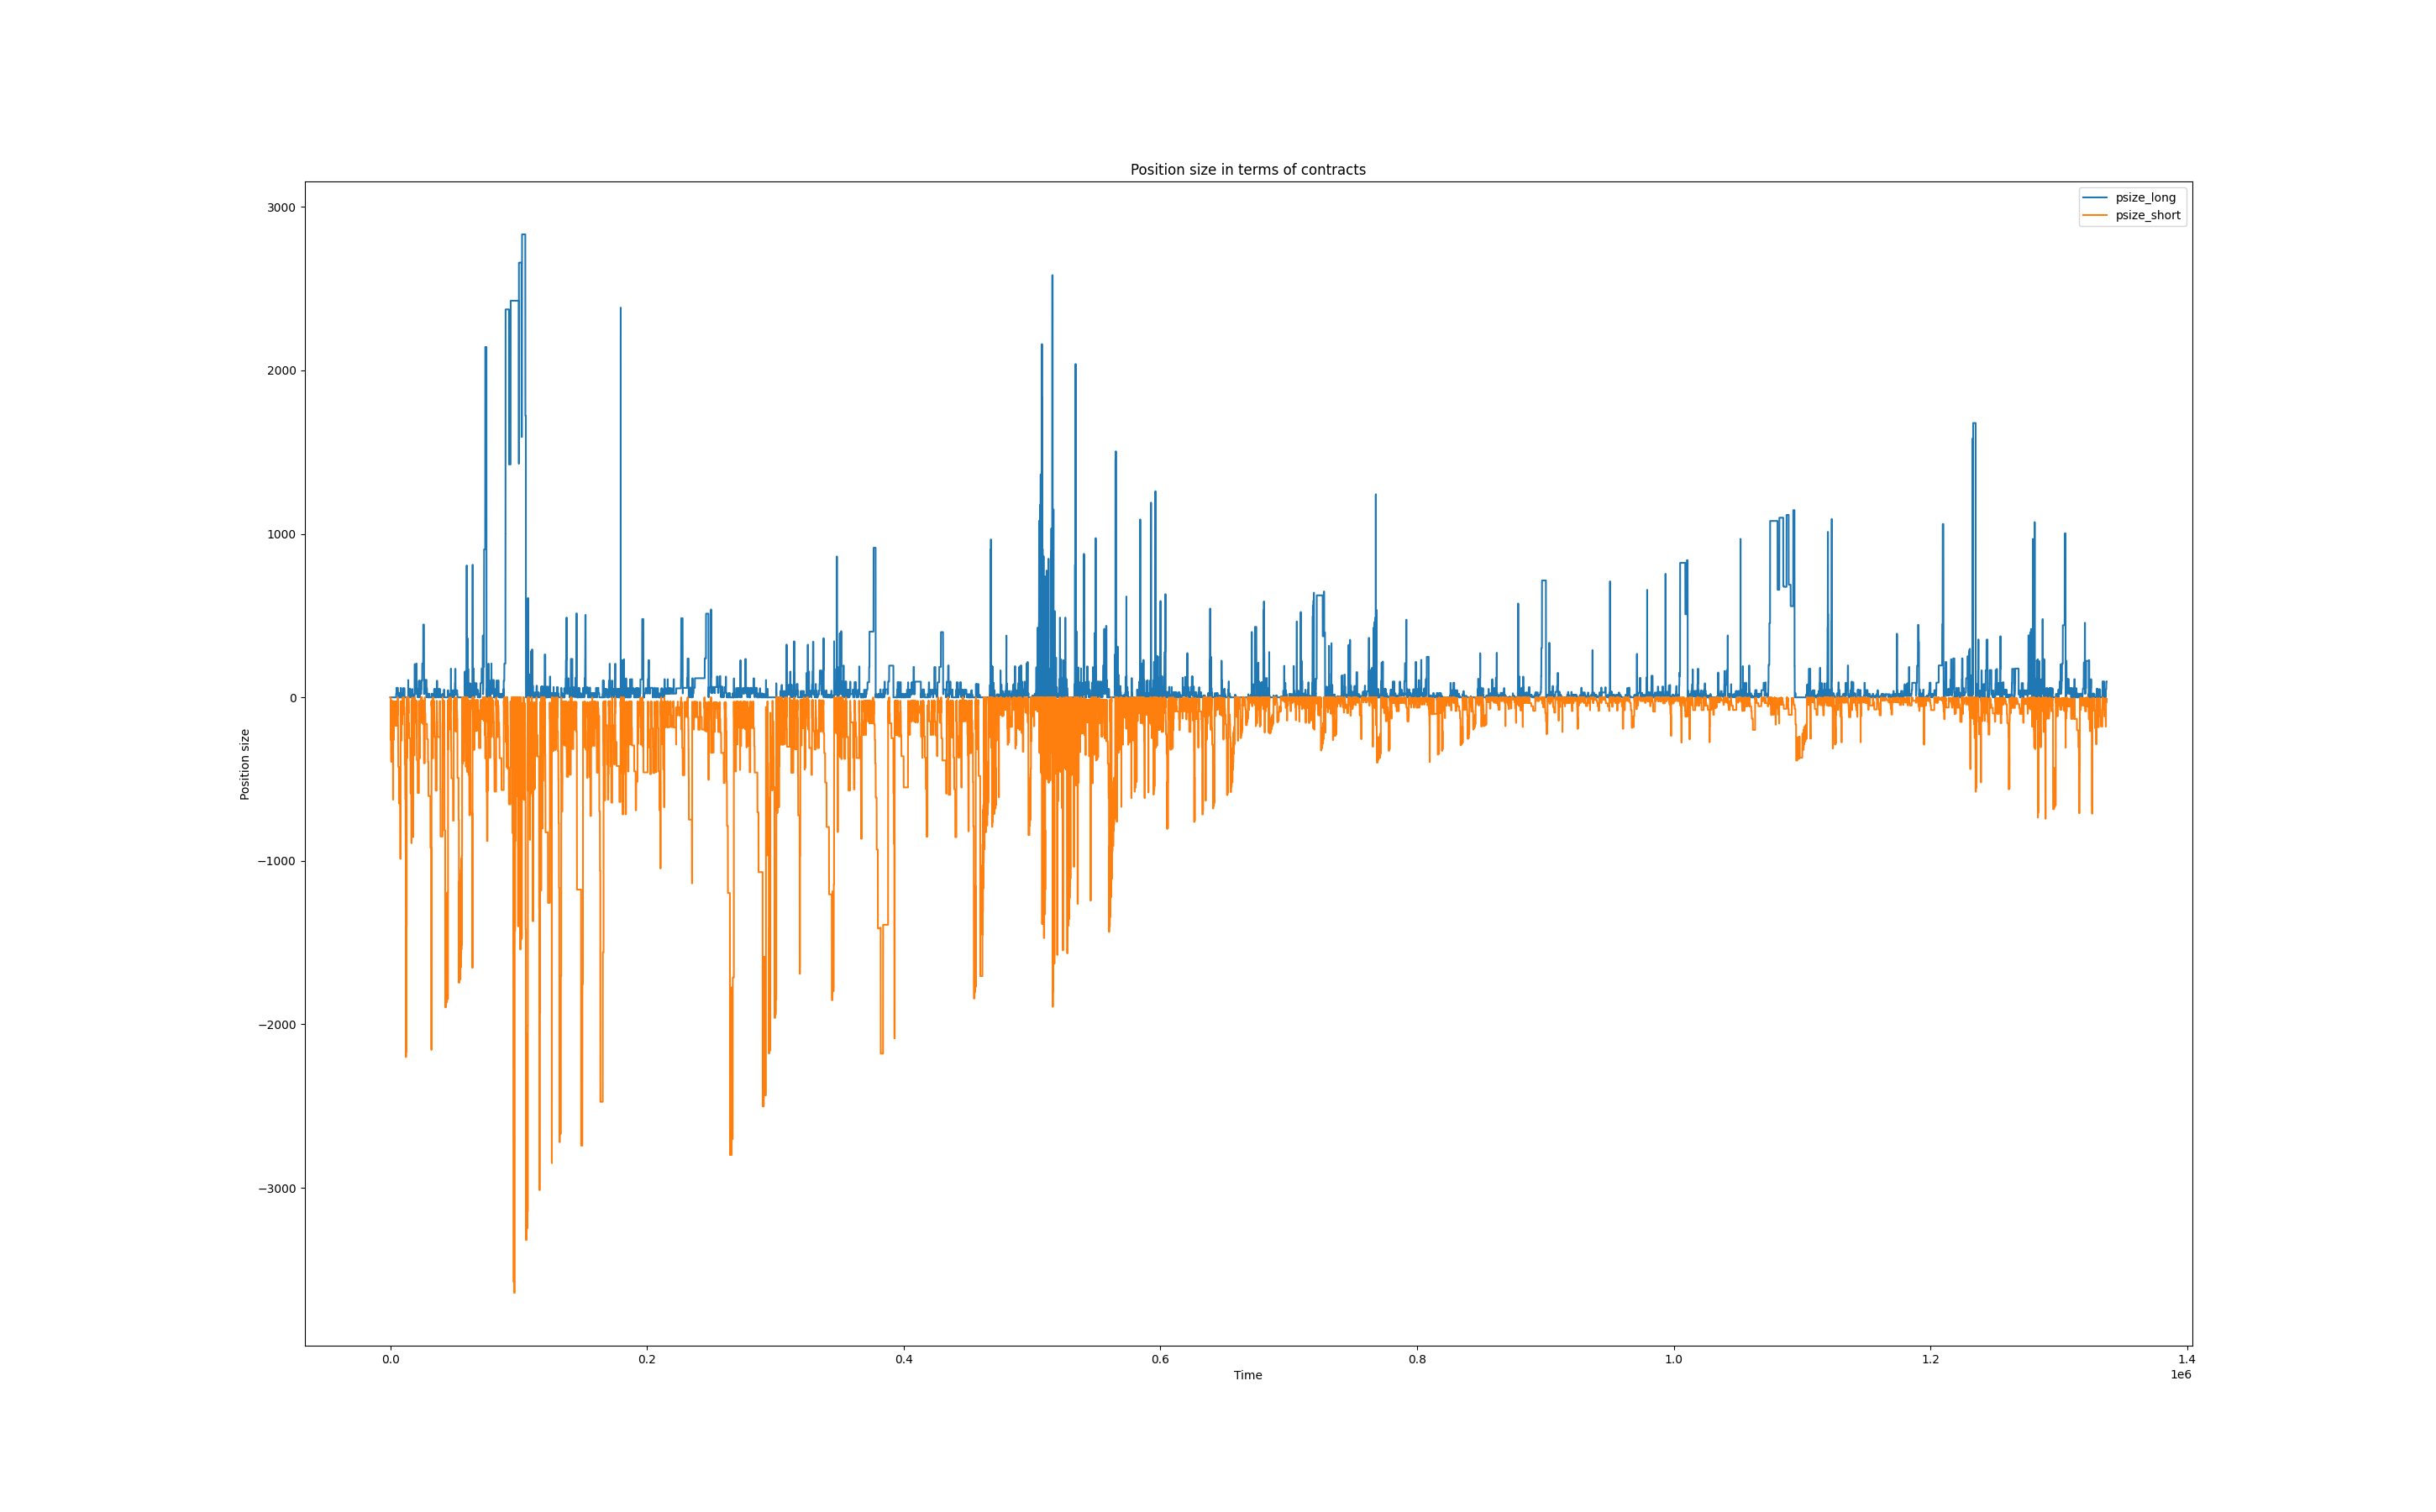 Position size in terms of contracts
psize_long
psize_short
3000
2000
1000
0
−1000
−2000
−3000
Position size
0.0
0.2
0.4
0.6
0.8
1.0
1.2
1.4
1e6
Time